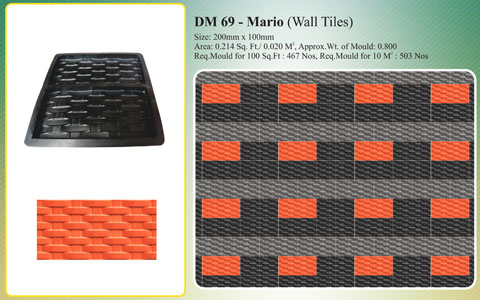 DM 69 - Mario (Wall Tiles)
Size: 200mm x 100mm
Area: 0.214 Sq. Ft./ 0.020 M², Approx.Wt. of Mould: 0.800
Req.Mould for 100 Sq.Ft : 467 Nos, Req.Mould for 10 M² : 503 Nos